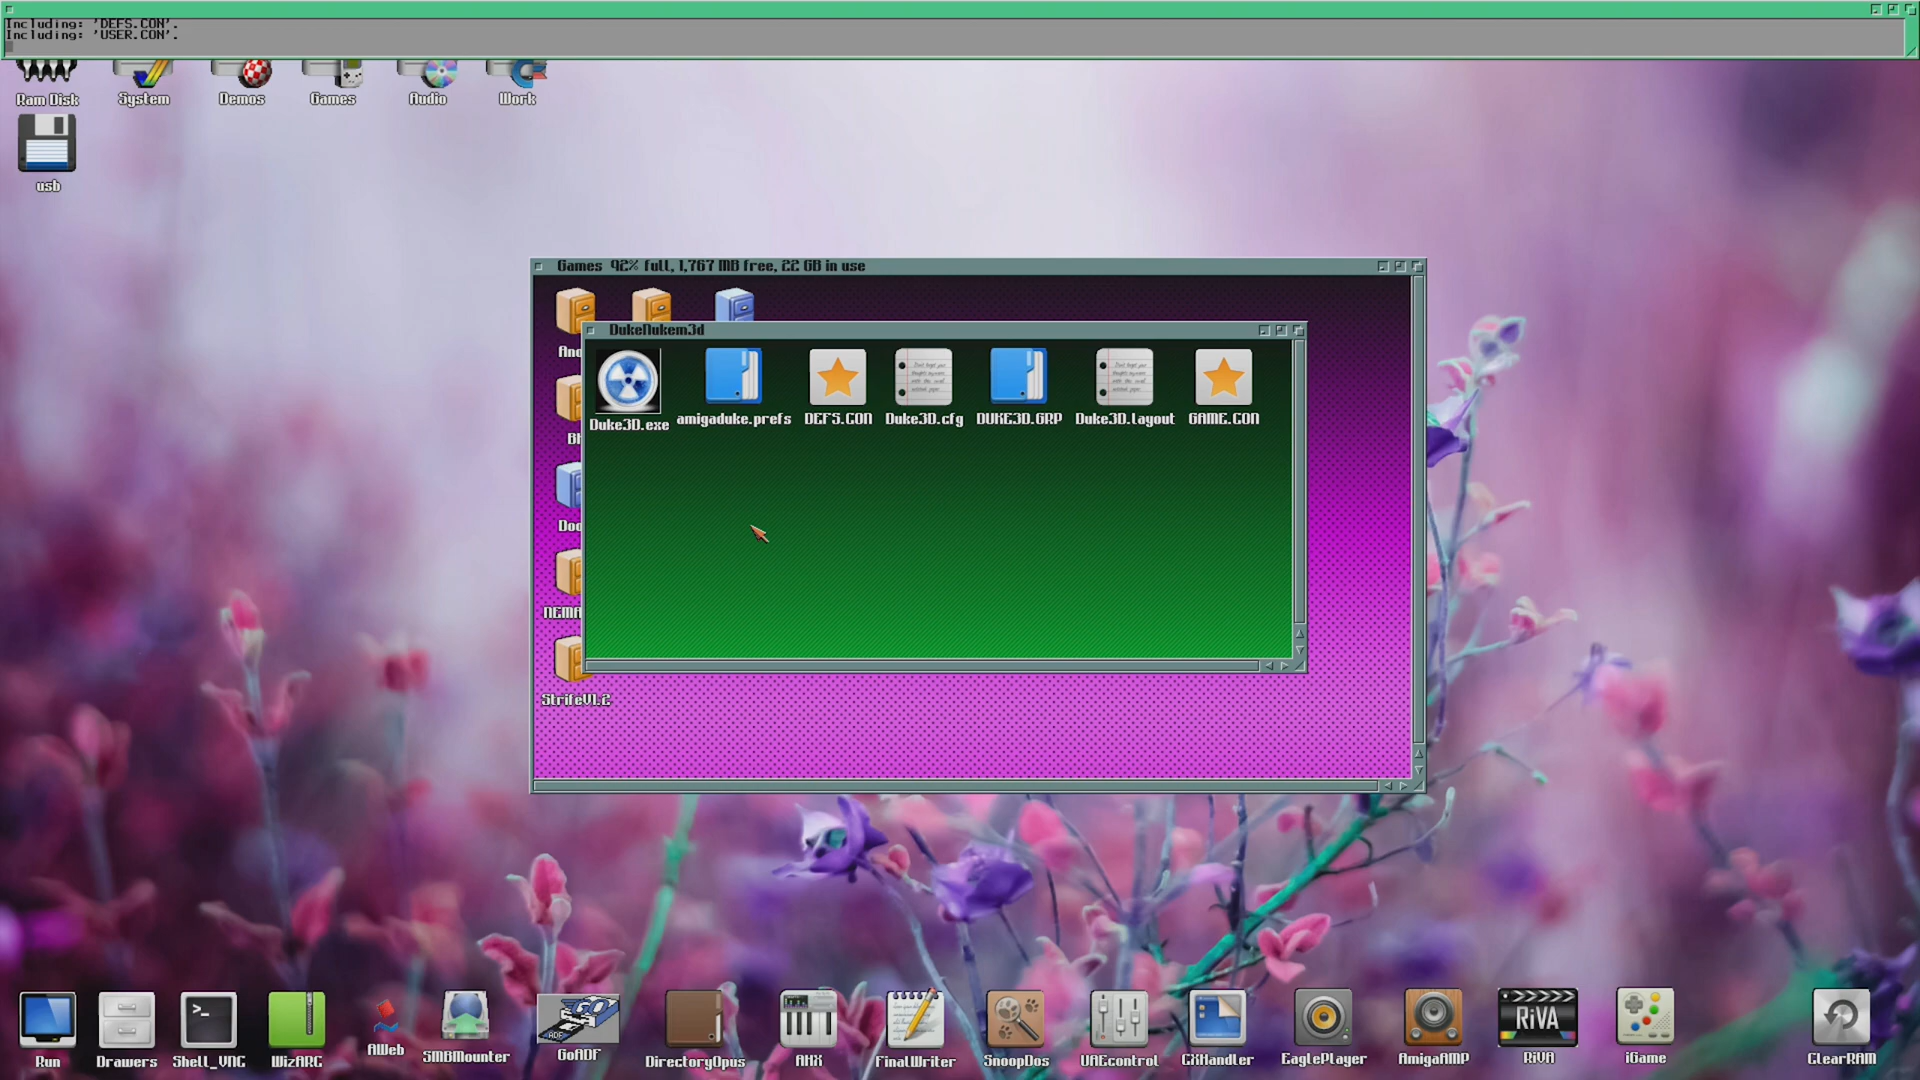 Including: 'DEFS.CON'.
Including: 'USER.CON'.
Ram Disk
System
Demos
Games
Audio
Work
usb
Games 92% full, 1,767 MB free, 22 GB in use
DukeNukem3d
Duke3D.exe
amigaduke.prefs
DEFS.CON
Duke3D.cfg
DUKE3D.GRP
Duke3D.layout
GAME.CON
StrifeV1.2
Run
Drawers
Shell_VNC
WizARC
AWeb
SMBMounter
GO
ADF
GoADF
DirectoryOpus
AHX
FinalWriter
SnoopDos
UAEcontrol
CXHandler
EaglePlayer
AmigaAMP
RiVA
RiVA
iGame
ClearRAM